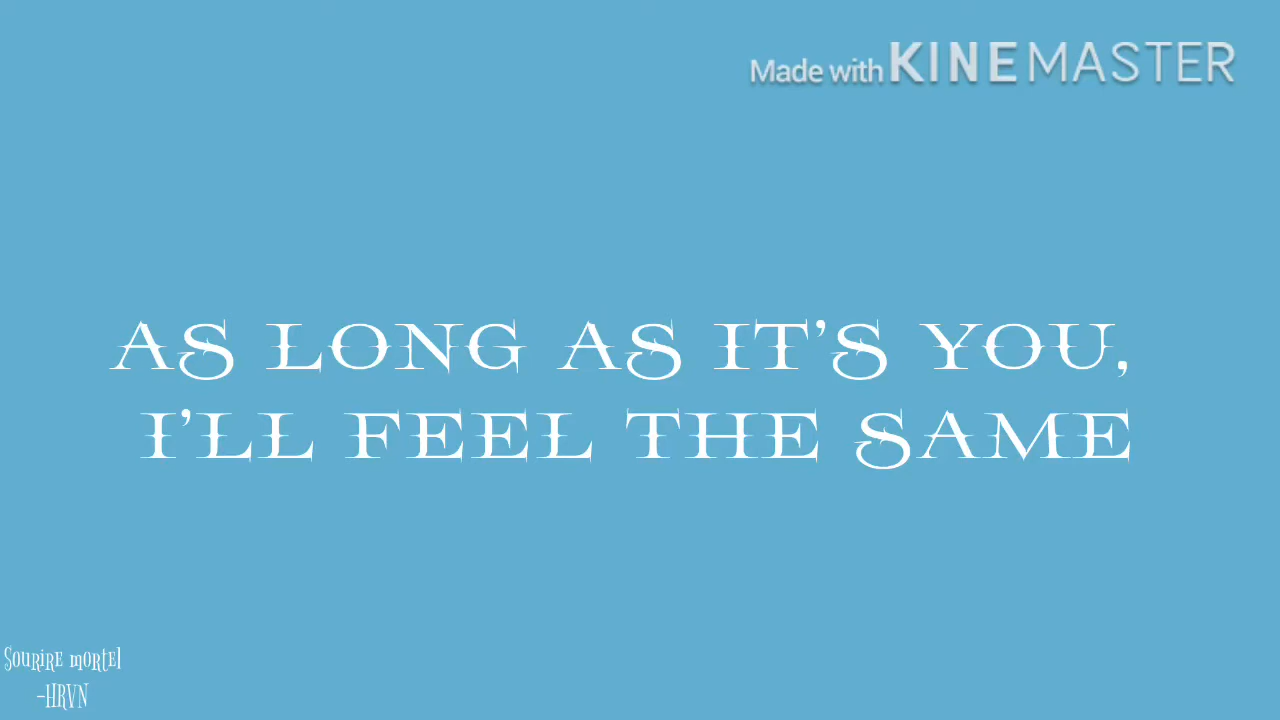 Made with KINEMASTER
AS LONG AS IT'S YOU,
I'LL FEEL THE SAME
Sourire mortel
-HRVN